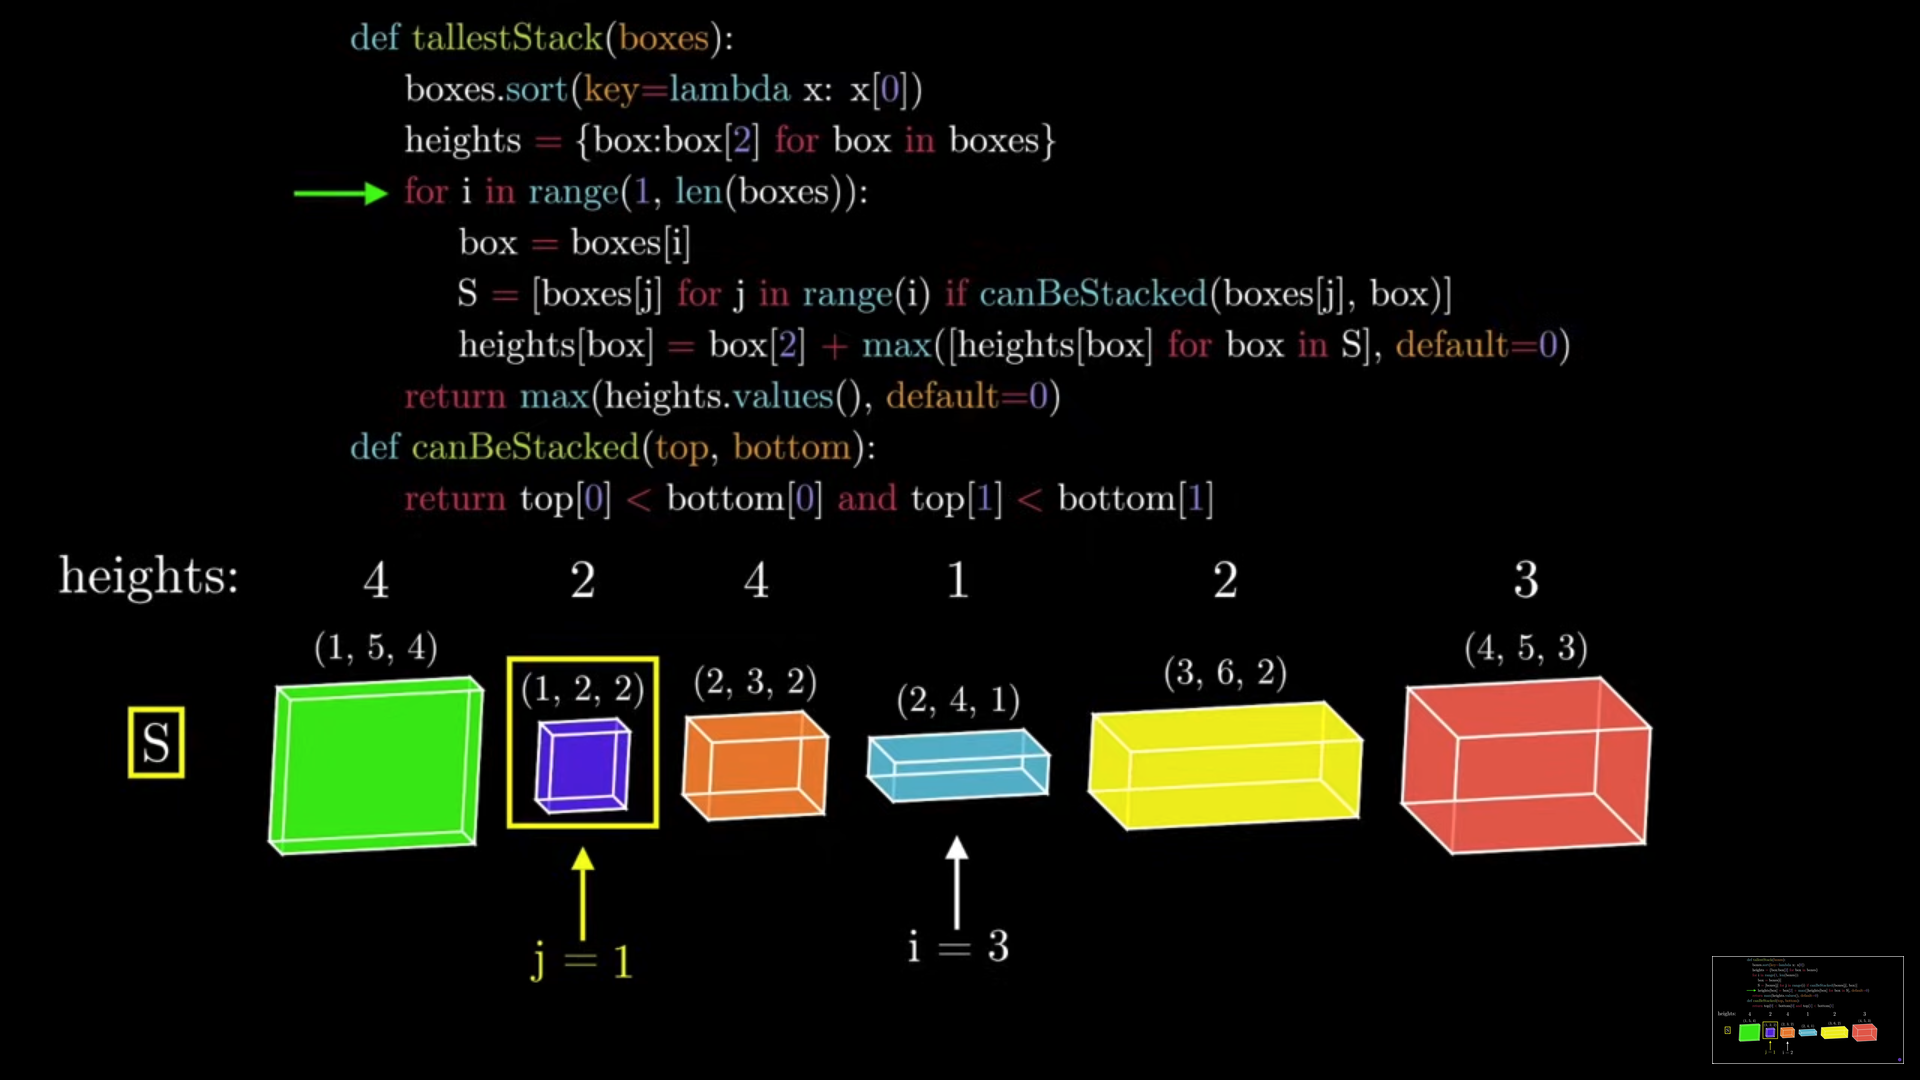 def tallestStack(boxes):
boxes.sort(key=lambda x: x[0])
heights = {box:box[2] for box in boxes}
for i in range(1, len(boxes)):
box = boxes[i]
S = [boxes[j] for j in range(i) if canBeStacked(boxes[j], box)]
heights[box] = box[2] + max([heights[box] for box in S], default=0)
return max(heights.values(), default=0)
def canBeStacked(top, bottom):
return top[0] < bottom[0] and top[1] < bottom[1]
heights: 4 2 4 1 2 3
(1, 5, 4) (1, 2, 2) (2, 3, 2) (2, 4, 1) (3, 6, 2) (4, 5, 3)
S
j = 1 i = 3